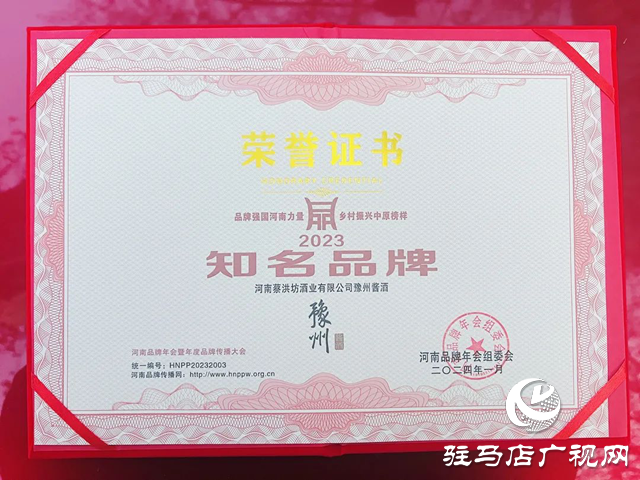 荣誉证书
品牌强国河南力量 乡村振兴中原榜样
2023
知名品牌
河南蔡洪坊酒业有限公司豫州酱酒
豫州
河南品牌年会暨年度品牌传播大会
统一编号：HNPP20232003
河南品牌传播网：http://www.hnppw.org.cn
河南品牌年会组委会
二〇二四年一月
驻马店广视网